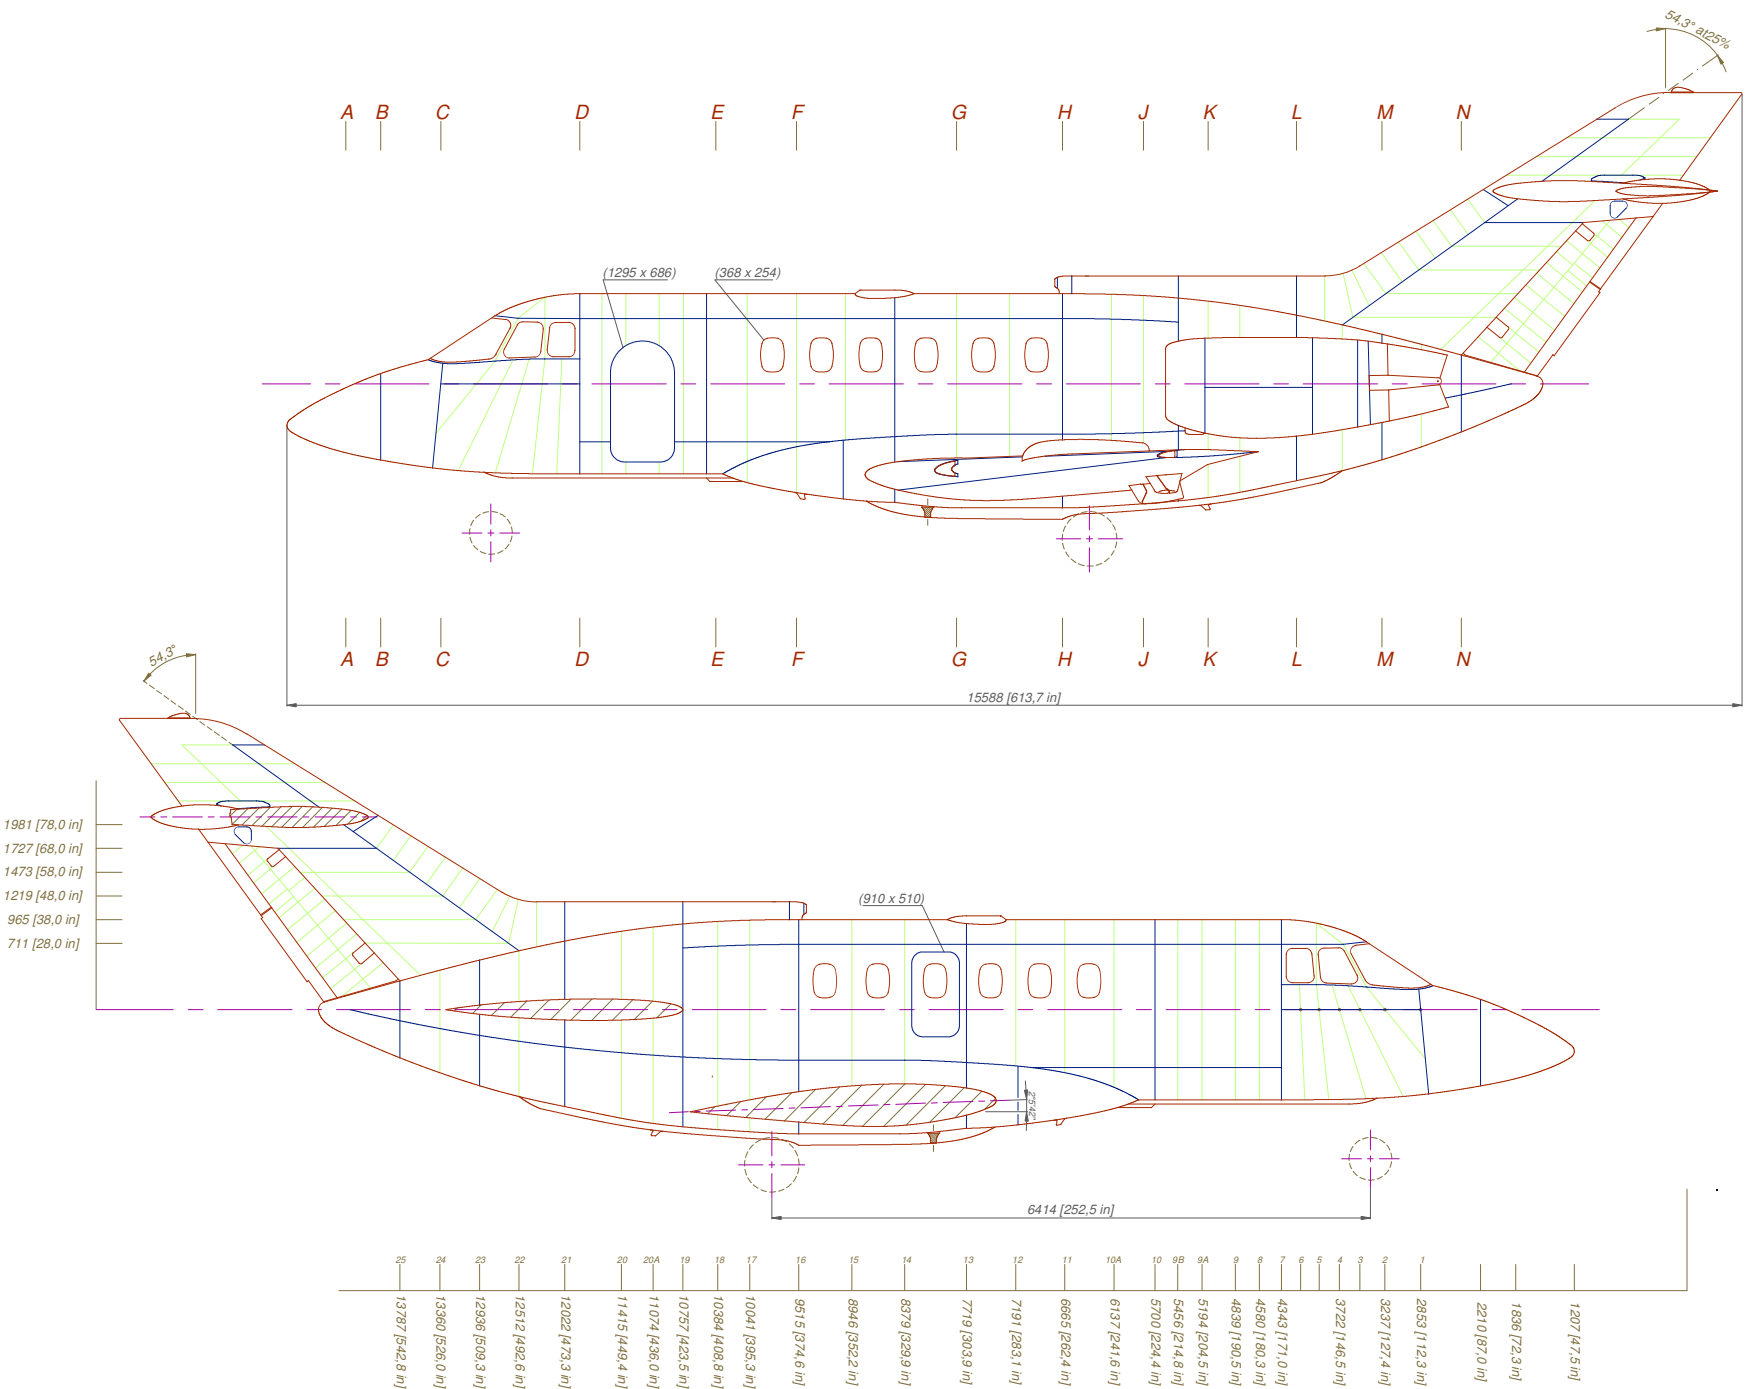 54,3° at25%
A B C D E F G H J K L M N
(1295 x 686)
(368 x 254)
A B C D E F G H J K L M N
15588 [613,7 in]
54,3°
1981 [78,0 in]
1727 [68,0 in]
1473 [58,0 in]
1219 [48,0 in]
965 [38,0 in]
711 [28,0 in]
(910 x 510)
2°5'42"
6414 [252,5 in]
25 24 23 22 21 20 20A 19 18 17 16 15 14 13 12 11 10A 10 9B 9A 9 8 7 6 5 4 3 2 1
13787 [542,8 in]
13360 [526,0 in]
12936 [509,3 in]
12512 [492,6 in]
12022 [473,3 in]
11415 [449,4 in]
11074 [436,0 in]
10757 [423,5 in]
10384 [408,8 in]
10041 [395,3 in]
9515 [374,6 in]
8946 [352,2 in]
8379 [329,9 in]
7719 [303,9 in]
7191 [283,1 in]
6665 [262,4 in]
6137 [241,6 in]
5700 [224,4 in]
5456 [214,8 in]
5194 [204,5 in]
4839 [190,5 in]
4580 [180,3 in]
4343 [171,0 in]
3722 [146,5 in]
3237 [127,4 in]
2853 [112,3 in]
2210 [87,0 in]
1836 [72,3 in]
1207 [47,5 in]